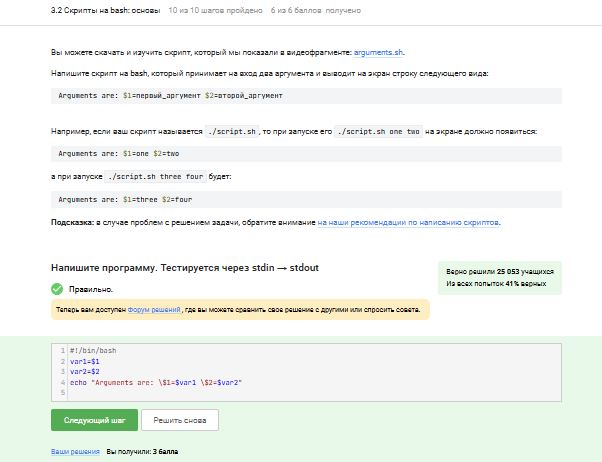 3.2 Скрипты на bash: основы 10 из 10 шагов пройдено 6 из 6 баллов получено
Вы можете скачать и изучить скрипт, который мы показали в видеофрагменте: arguments.sh.
Напишите скрипт на bash, который принимает на вход два аргумента и выводит на экран строку следующего вида:
Arguments are: $1=первый_аргумент $2=второй_аргумент
Например, если ваш скрипт называется ./script.sh , то при запуске его ./script.sh one two на экране должно появиться:
Arguments are: $1=one $2=two
а при запуске ./script.sh three four будет:
Arguments are: $1=three $2=four
Подсказка: в случае проблем с решением задачи, обратите внимание на наши рекомендации по написанию скриптов.
Напишите программу. Тестируется через stdin → stdout
Верно решили 25 053 учащихся
Из всех попыток 41% верных
Правильно.
Теперь вам доступен Форум решений, где вы можете сравнить свое решение с другими или спросить совета.
1 #!/bin/bash
2 var1=$1
3 var2=$2
4 echo "Arguments are: \$1=$var1 \$2=$var2"
5
Следующий шаг Решить снова
Ваши решения Вы получили: 3 балла